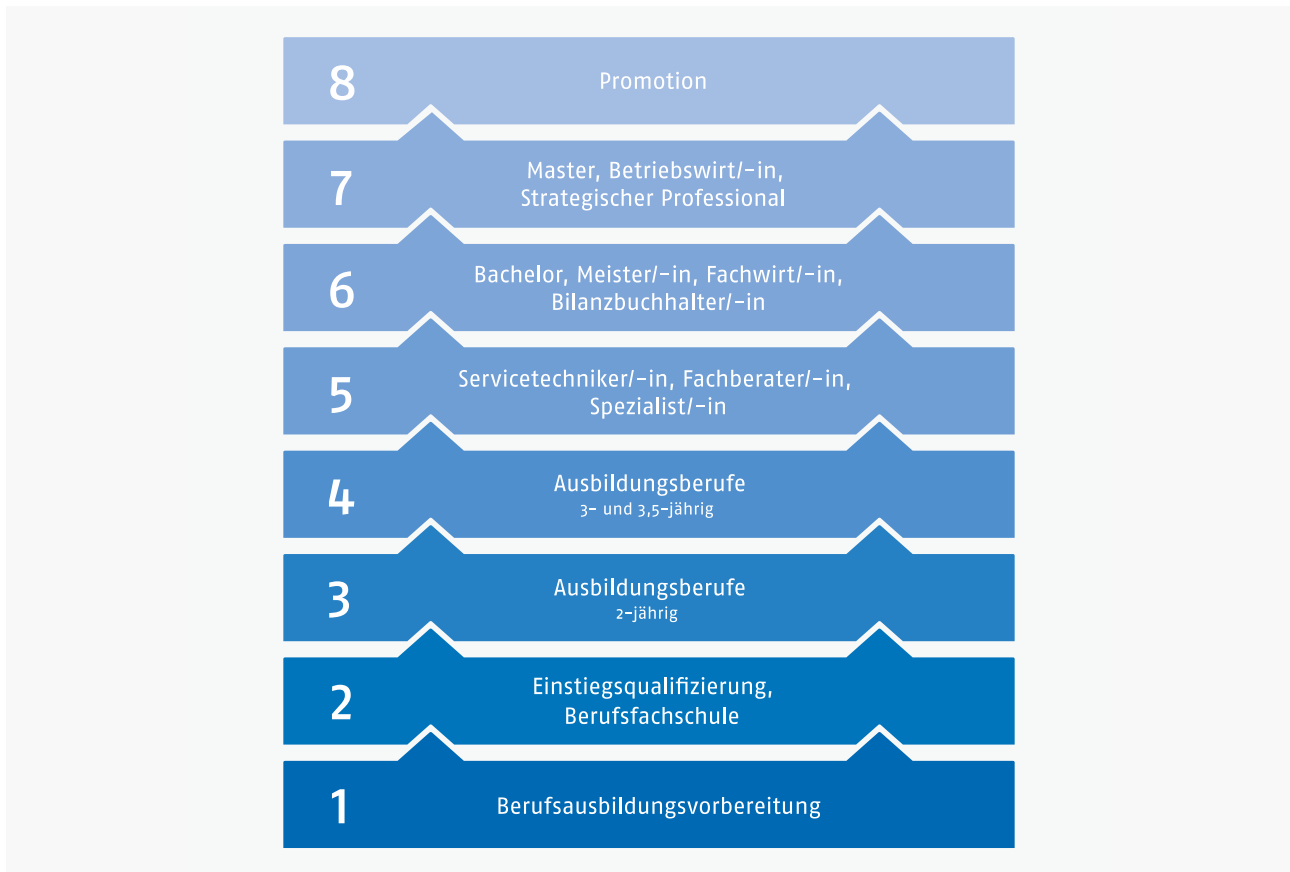 8
Promotion
7
Master, Betriebswirt/-in,
Strategischer Professional
6
Bachelor, Meister/-in, Fachwirt/-in,
Bilanzbuchhalter/-in
5
Servicetechniker/-in, Fachberater/-in,
Spezialist/-in
4
Ausbildungsberufe
3- und 3,5-jährig
3
Ausbildungsberufe
2-jährig
2
Einstiegsqualifizierung,
Berufsfachschule
1
Berufsausbildungsvorbereitung